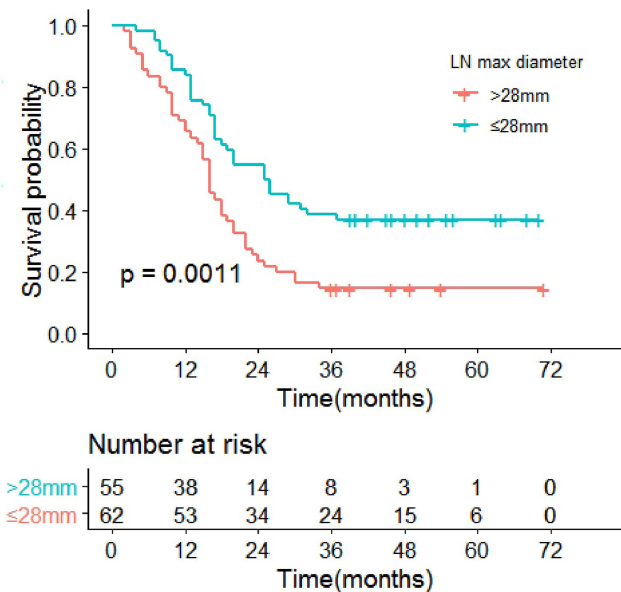 LN max diameter
>28mm
≤28mm
Survival probability
1.0
0.8
0.6
0.4
0.2
0.0
p = 0.0011
0 12 24 36 48 60 72
Time(months)
Number at risk
>28mm 55 38 14 8 3 1 0
≤28mm 62 53 34 24 15 6 0
0 12 24 36 48 60 72
Time(months)